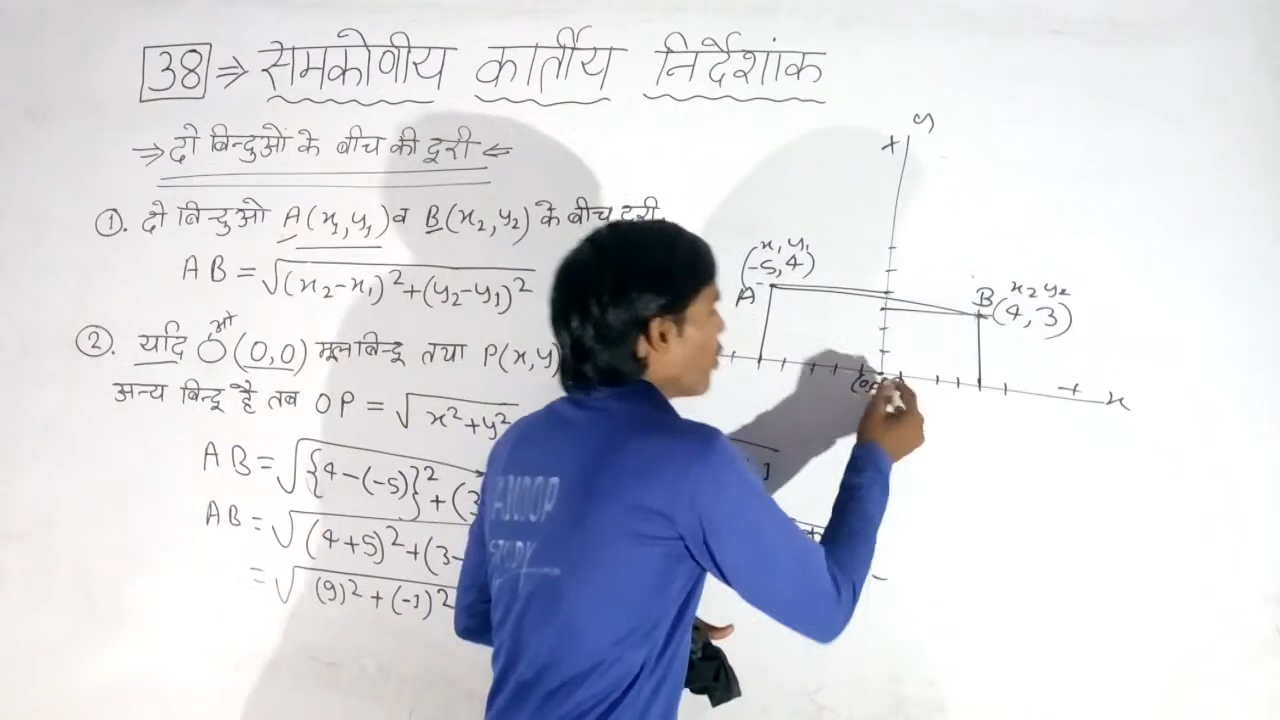 38 ⇒ समकोणीय कार्तीय निर्देशांक
⇒ दो बिन्दुओं के बीच की दूरी ⇐
①. दो बिन्दुओ A(x₁,y₁) व B(x₂,y₂) के बीच दूरी
AB = √(x₂-x₁)²+(y₂-y₁)²
②. यदि O (0,0) मूलबिन्दू तथा P(x,y)
ओ
अन्य बिन्दू है तब OP = √x²+y²
AB = √{4-(-5)}²+(3
AB = √(4+5)²+(3-
= √(9)²+(-1)²
y
+
x₁ y₁
(-5,4)
A
x₂ y₂
B(4,3)
+
x
ANOOP
STUDY